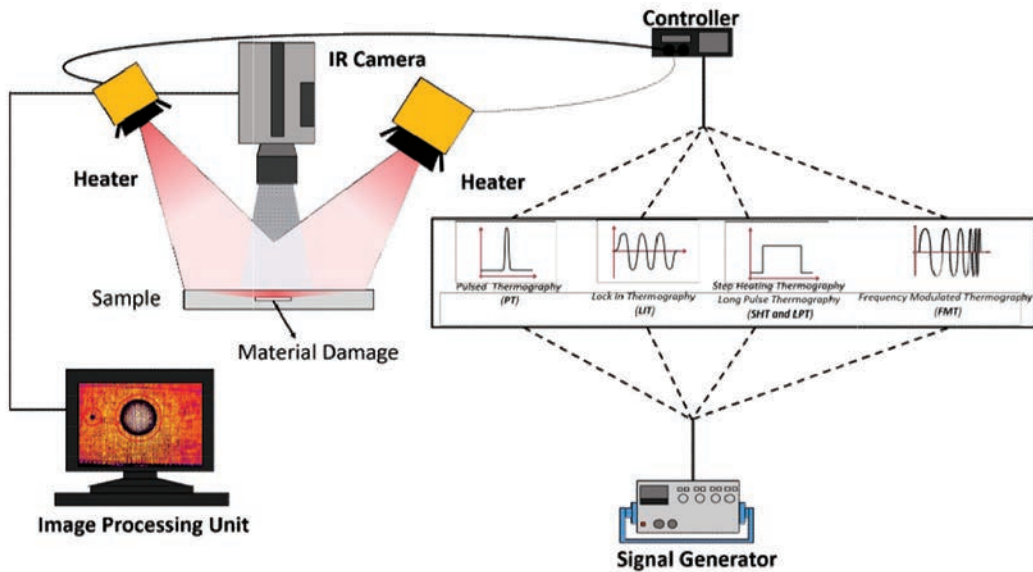 Controller
IR Camera
Heater
Heater
Sample
Material Damage
Pulsed Thermography
(PT)
Lock In Thermography
(LIT)
Step Heating Thermography
Long Pulse Thermography
(SHT and LPT)
Frequency Modulated Thermography
(FMT)
Image Processing Unit
Signal Generator